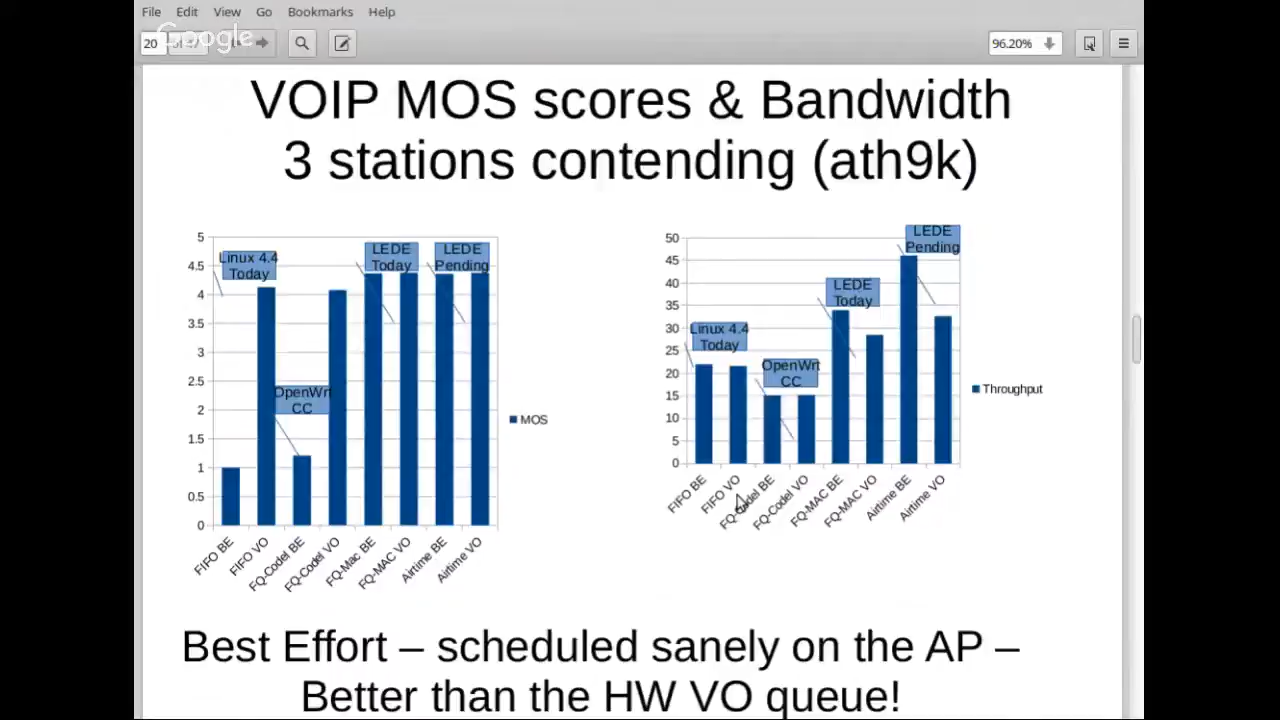 File Edit View Go Bookmarks Help
Google
20
96.20%
VOIP MOS scores & Bandwidth
3 stations contending (ath9k)
5
4.5
4
3.5
3
2.5
2
1.5
1
0.5
0
Linux 4.4
Today
OpenWrt
CC
LEDE
Today
LEDE
Pending
MOS
FIFO BE
FIFO VO
FQ-Codel BE
FQ-Codel VO
FQ-Mac BE
FQ-MAC VO
Airtime BE
Airtime VO
50
45
40
35
30
25
20
15
10
5
0
Linux 4.4
Today
OpenWrt
CC
LEDE
Today
LEDE
Pending
Throughput
FIFO BE
FIFO VO
FQ-Codel BE
FQ-Codel VO
FQ-MAC BE
FQ-MAC VO
Airtime BE
Airtime VO
Best Effort – scheduled sanely on the AP –
Better than the HW VO queue!